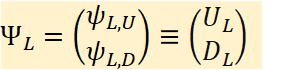 Ψ_L = (ψ_{L,U} ψ_{L,D}) ≡ (U_L D_L)